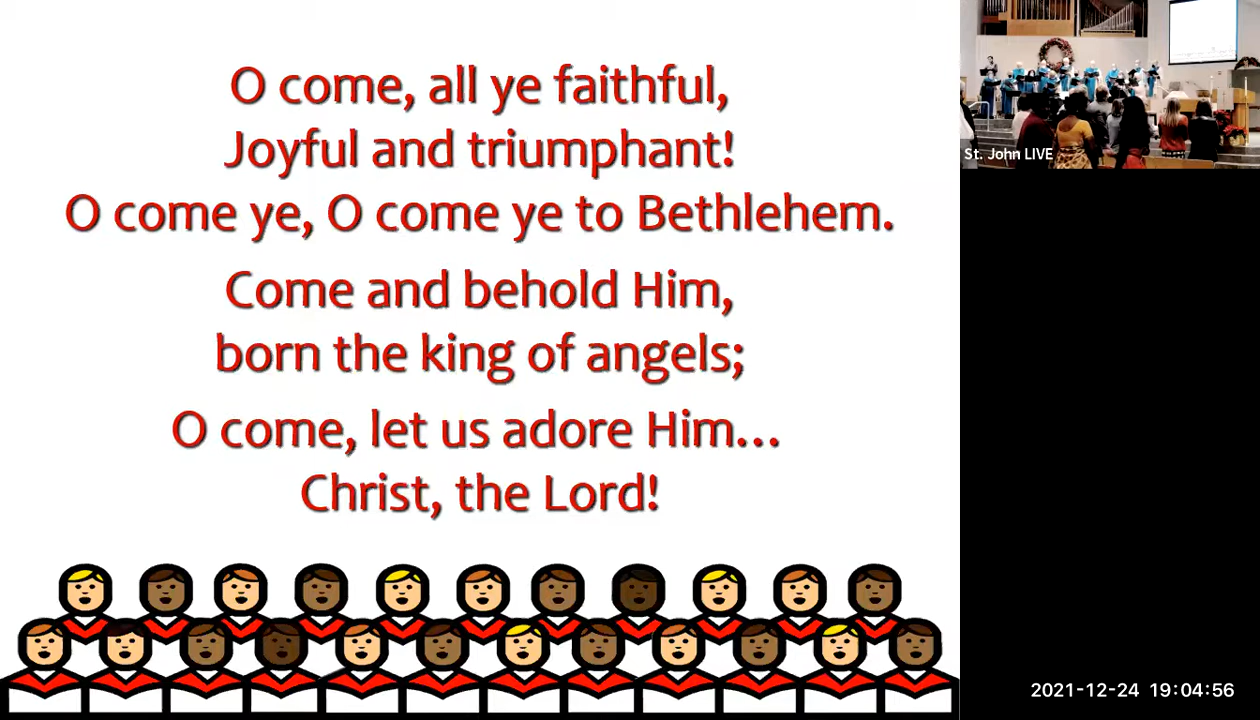 O come, all ye faithful,
Joyful and triumphant!
O come ye, O come ye to Bethlehem.
Come and behold Him,
born the king of angels;
O come, let us adore Him…
Christ, the Lord!
St. John LIVE
2021-12-24 19:04:56